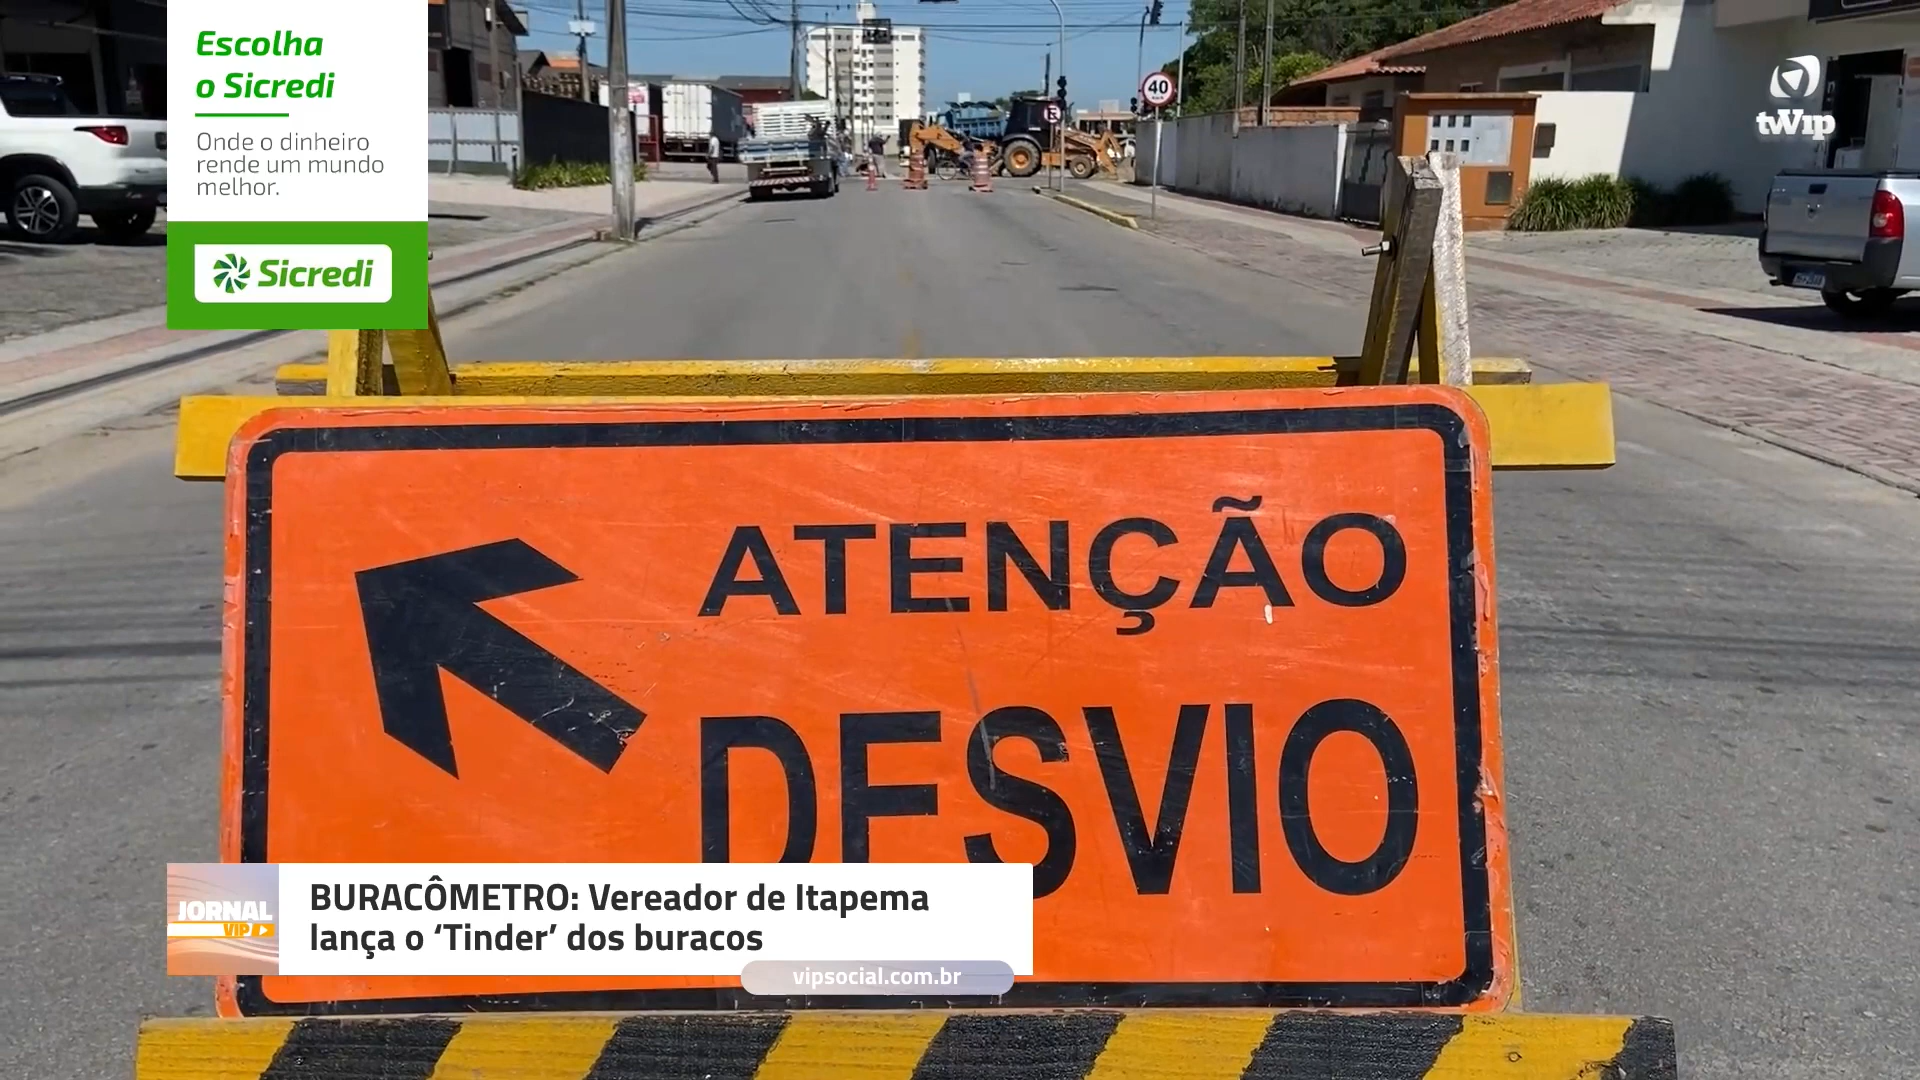 Escolha
o Sicredi
Onde o dinheiro
rende um mundo
melhor.
Sicredi
40
tvVip
ATENÇÃO
DESVIO
JORNAL
VIP
BURACÔMETRO: Vereador de Itapema
lança o ‘Tinder’ dos buracos
vipsocial.com.br